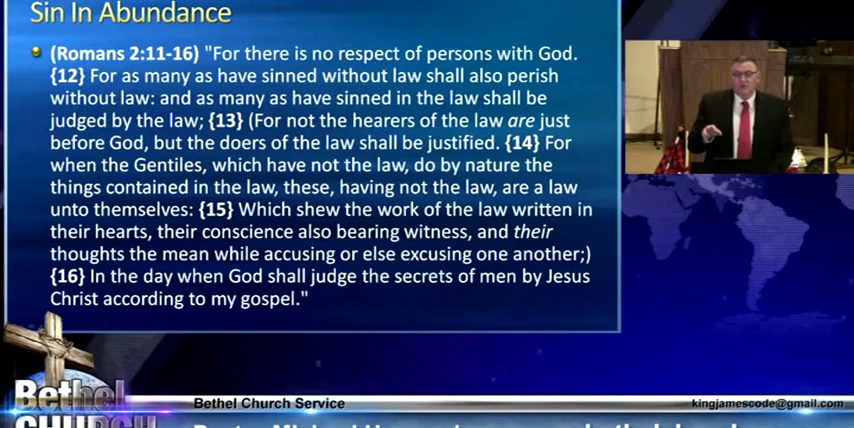 Sin In Abundance
(Romans 2:11-16) "For there is no respect of persons with God.
{12} For as many as have sinned without law shall also perish
without law: and as many as have sinned in the law shall be
judged by the law; {13} (For not the hearers of the law are just
before God, but the doers of the law shall be justified. {14} For
when the Gentiles, which have not the law, do by nature the
things contained in the law, these, having not the law, are a law
unto themselves: {15} Which shew the work of the law written in
their hearts, their conscience also bearing witness, and their
thoughts the mean while accusing or else excusing one another;)
{16} In the day when God shall judge the secrets of men by Jesus
Christ according to my gospel."
Bethel
CHURCH
Bethel Church Service
kingjamescode@gmail.com